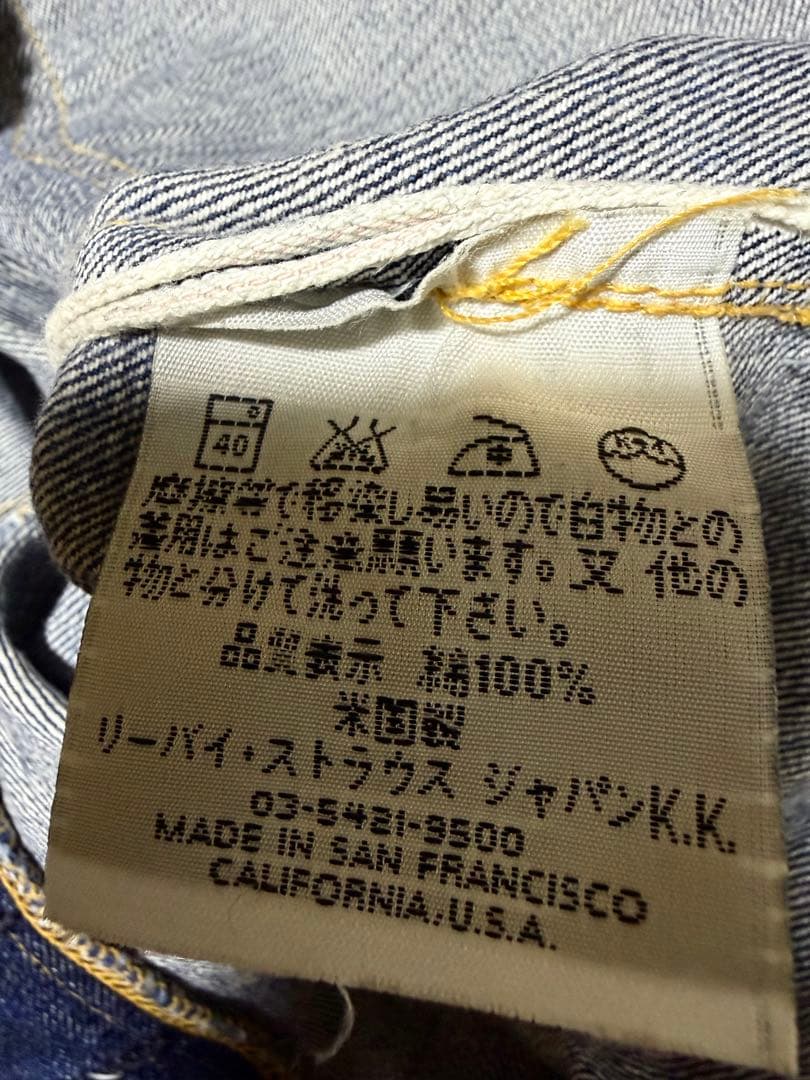 40
摩擦等で移染し易いので白物との
着用はご注意願います。又 他の
物と分けて洗って下さい。
品質表示 綿100%
米国製
リーバイ・ストラウス ジャパンK.K.
03-5421-9500
MADE IN SAN FRANCISCO
CALIFORNIA,U.S.A.